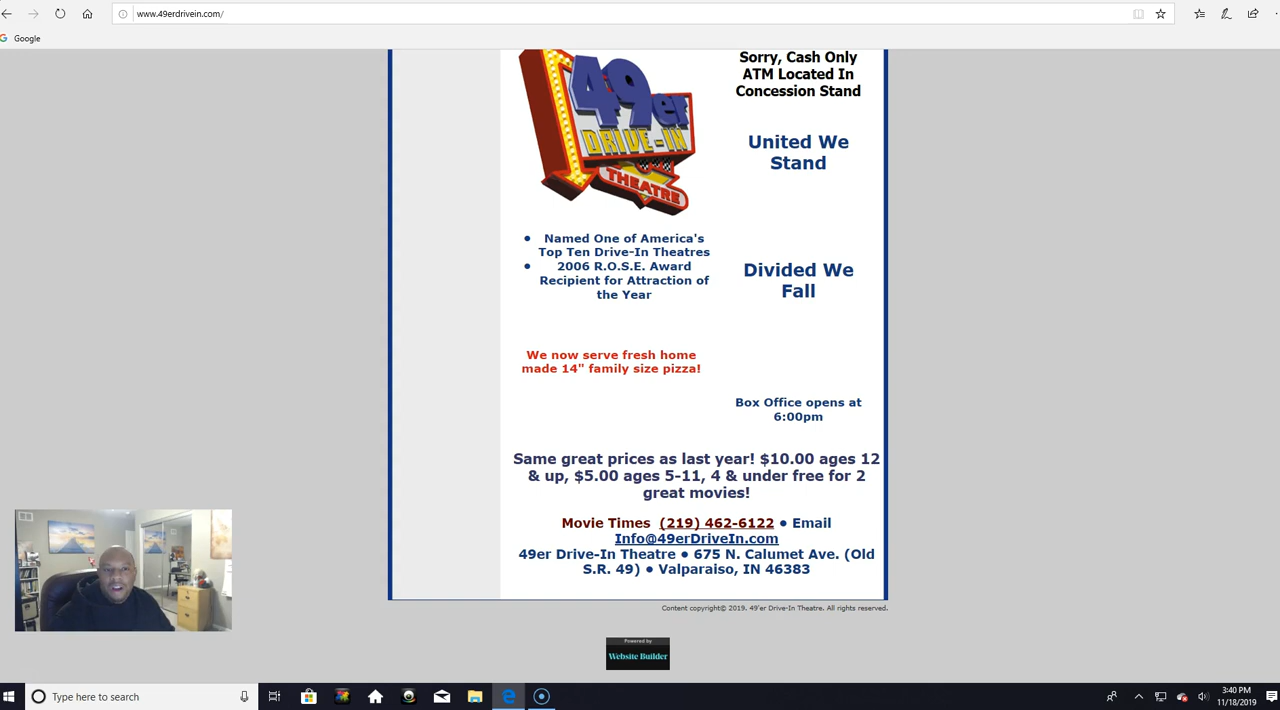 www.49erdrivein.com/
Google
49er
DRIVE-IN
THEATRE
Sorry, Cash Only
ATM Located In
Concession Stand
United We
Stand
Named One of America's
Top Ten Drive-In Theatres
2006 R.O.S.E. Award
Recipient for Attraction of
the Year
Divided We
Fall
We now serve fresh home
made 14" family size pizza!
Box Office opens at
6:00pm
Same great prices as last year! $10.00 ages 12
& up, $5.00 ages 5-11, 4 & under free for 2
great movies!
Movie Times (219) 462-6122 ● Email
Info@49erDriveIn.com
49er Drive-In Theatre ● 675 N. Calumet Ave. (Old
S.R. 49) ● Valparaiso, IN 46383
Content copyright© 2019. 49'er Drive-In Theatre. All rights reserved.
Powered by
Website Builder
Type here to search
3:40 PM
11/18/2019